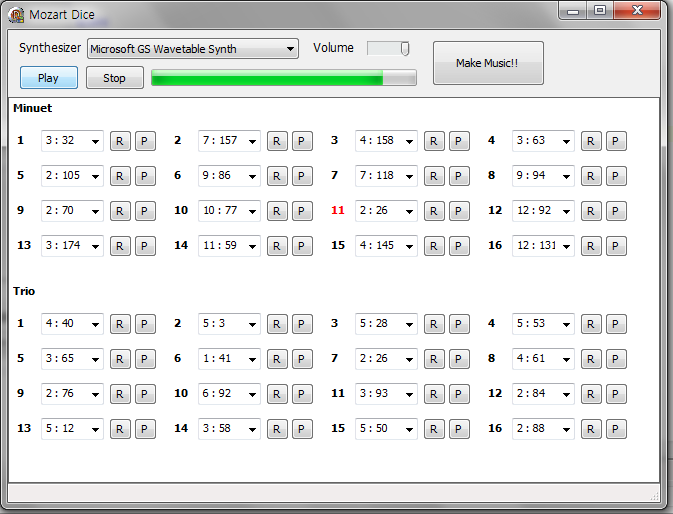 Mozart Dice
Synthesizer Microsoft GS Wavetable Synth Volume Make Music!!
Play Stop
Minuet
1 3 : 32 R P 2 7 : 157 R P 3 4 : 158 R P 4 3 : 63 R P
5 2 : 105 R P 6 9 : 86 R P 7 7 : 118 R P 8 9 : 94 R P
9 2 : 70 R P 10 10 : 77 R P 11 2 : 26 R P 12 12 : 92 R P
13 3 : 174 R P 14 11 : 59 R P 15 4 : 145 R P 16 12 : 131 R P
Trio
1 4 : 40 R P 2 5 : 3 R P 3 5 : 28 R P 4 5 : 53 R P
5 3 : 65 R P 6 1 : 41 R P 7 2 : 26 R P 8 4 : 61 R P
9 2 : 76 R P 10 6 : 92 R P 11 3 : 93 R P 12 2 : 84 R P
13 5 : 12 R P 14 3 : 58 R P 15 5 : 50 R P 16 2 : 88 R P